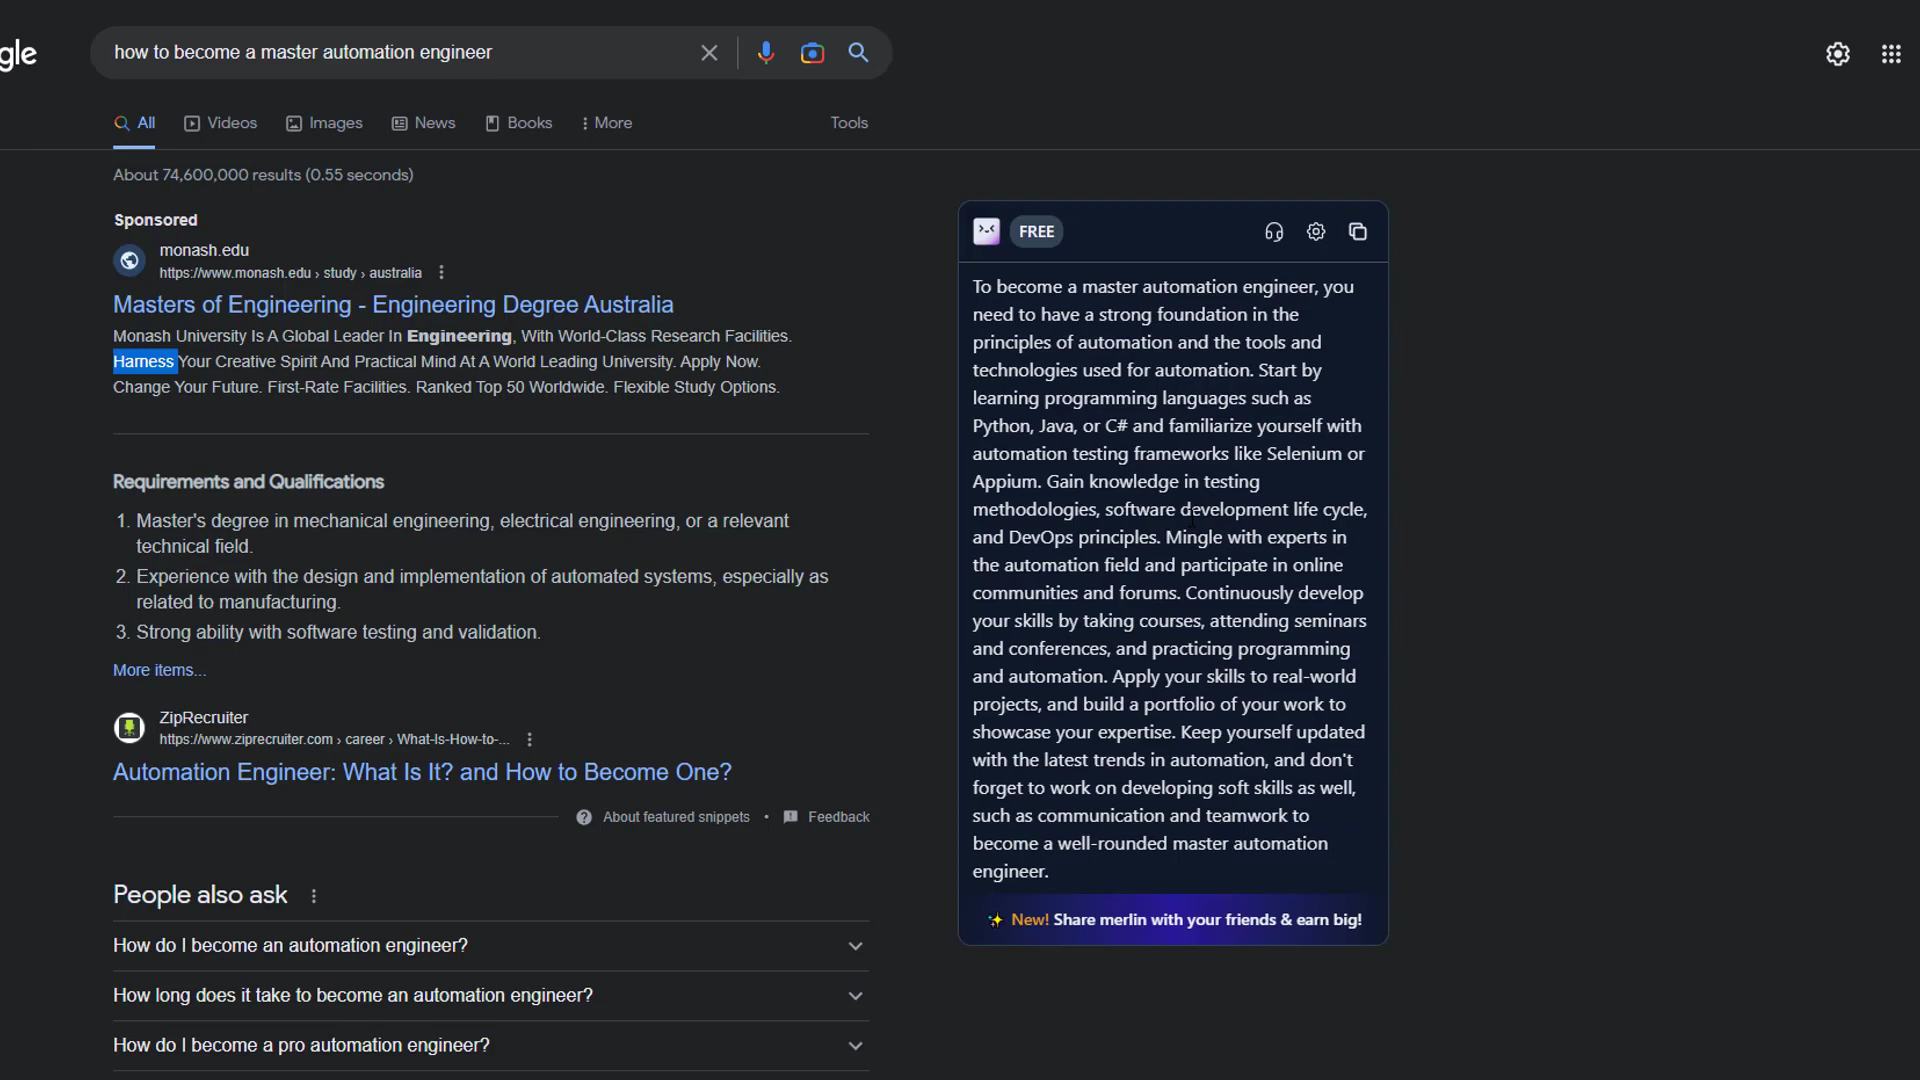 gle
how to become a master automation engineer
All
Videos
Images
News
Books
More
Tools
About 74,600,000 results (0.55 seconds)
Sponsored
monash.edu
https://www.monash.edu › study › australia
Masters of Engineering - Engineering Degree Australia
Monash University Is A Global Leader In Engineering, With World-Class Research Facilities.
Harness Your Creative Spirit And Practical Mind At A World Leading University. Apply Now.
Change Your Future. First-Rate Facilities. Ranked Top 50 Worldwide. Flexible Study Options.
Requirements and Qualifications
1. Master's degree in mechanical engineering, electrical engineering, or a relevant
technical field.
2. Experience with the design and implementation of automated systems, especially as
related to manufacturing.
3. Strong ability with software testing and validation.
More items...
ZipRecruiter
https://www.ziprecruiter.com › career › What-Is-How-to-...
Automation Engineer: What Is It? and How to Become One?
About featured snippets • Feedback
People also ask
How do I become an automation engineer?
How long does it take to become an automation engineer?
How do I become a pro automation engineer?
FREE
To become a master automation engineer, you
need to have a strong foundation in the
principles of automation and the tools and
technologies used for automation. Start by
learning programming languages such as
Python, Java, or C# and familiarize yourself with
automation testing frameworks like Selenium or
Appium. Gain knowledge in testing
methodologies, software development life cycle,
and DevOps principles. Mingle with experts in
the automation field and participate in online
communities and forums. Continuously develop
your skills by taking courses, attending seminars
and conferences, and practicing programming
and automation. Apply your skills to real-world
projects, and build a portfolio of your work to
showcase your expertise. Keep yourself updated
with the latest trends in automation, and don't
forget to work on developing soft skills as well,
such as communication and teamwork to
become a well-rounded master automation
engineer.
New! Share merlin with your friends & earn big!